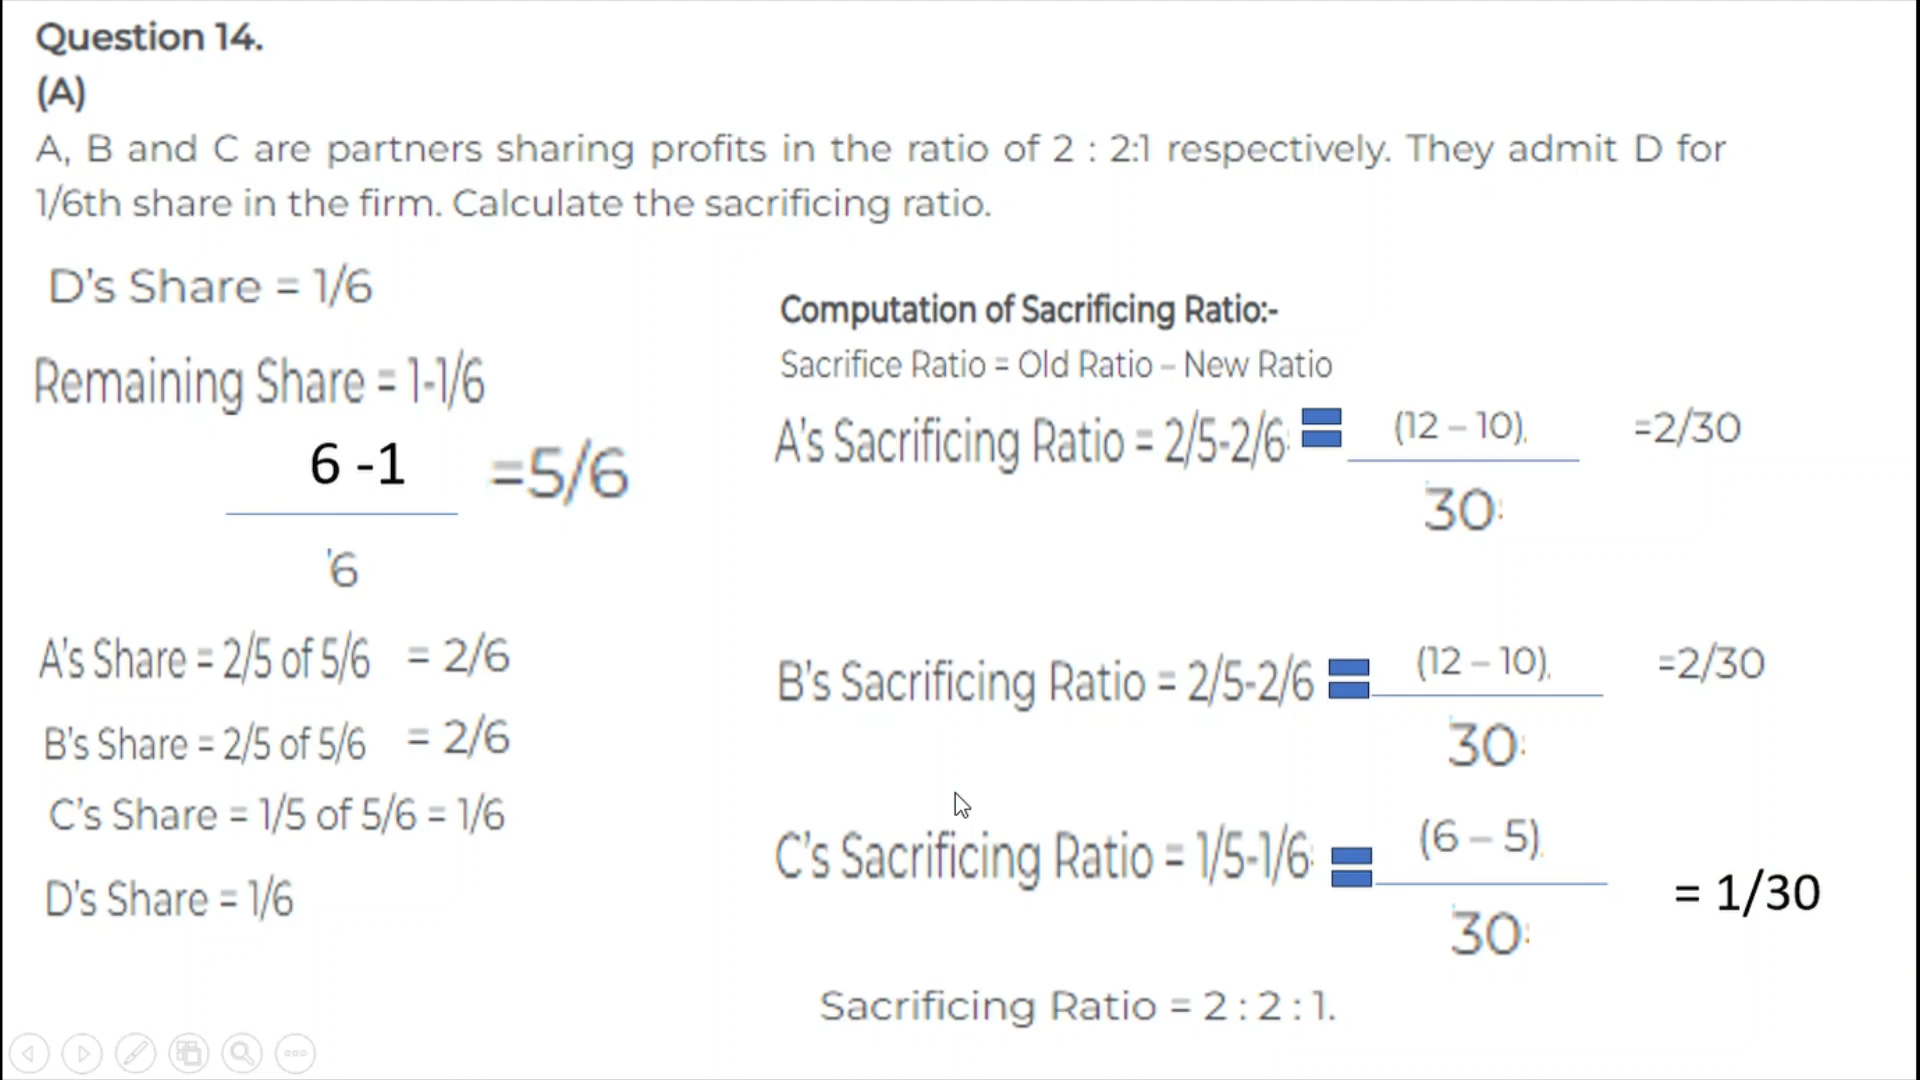 Question 14.
(A)
A, B and C are partners sharing profits in the ratio of 2 : 2:1 respectively. They admit D for
1/6th share in the firm. Calculate the sacrificing ratio.
D's Share = 1/6
Remaining Share = 1-1/6
6 -1
=5/6
6
A's Share = 2/5 of 5/6 = 2/6
B's Share = 2/5 of 5/6 = 2/6
C's Share = 1/5 of 5/6 = 1/6
D's Share = 1/6
Computation of Sacrificing Ratio:-
Sacrifice Ratio = Old Ratio – New Ratio
A's Sacrificing Ratio = 2/5-2/6 = (12 – 10) =2/30
30
B's Sacrificing Ratio = 2/5-2/6 = (12 – 10) =2/30
30
C's Sacrificing Ratio = 1/5-1/6 = (6 – 5) = 1/30
30
Sacrificing Ratio = 2 : 2 : 1.